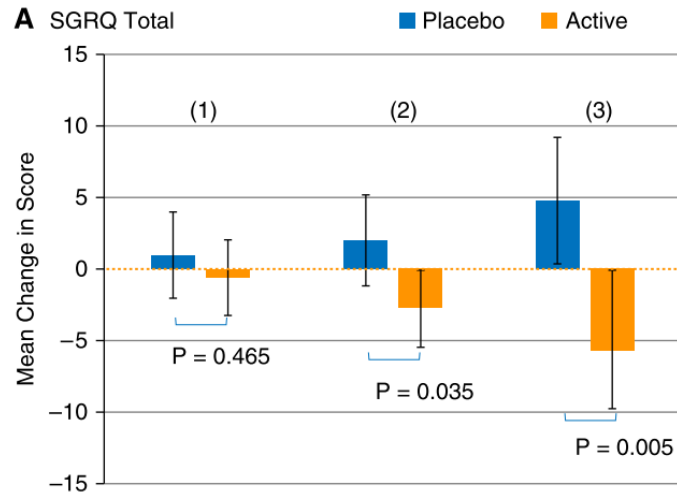 A SGRQ Total
Placebo Active
Mean Change in Score
15
10
5
0
−5
−10
−15
(1) (2) (3)
P = 0.465
P = 0.035
P = 0.005